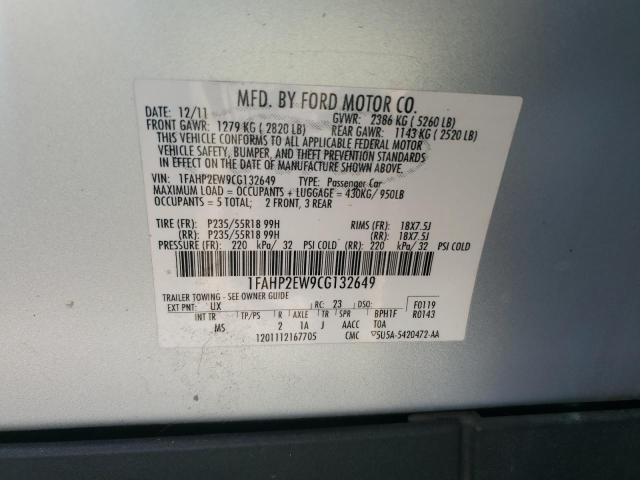 MFD. BY FORD MOTOR CO.
DATE: 12/11 GVWR: 2386 KG ( 5260 LB)
FRONT GAWR: 1279 KG ( 2820 LB) REAR GAWR: 1143 KG ( 2520 LB)
THIS VEHICLE CONFORMS TO ALL APPLICABLE FEDERAL MOTOR
VEHICLE SAFETY, BUMPER, AND THEFT PREVENTION STANDARDS
IN EFFECT ON THE DATE OF MANUFACTURE SHOWN ABOVE.
VIN: 1FAHP2EW9CG132649 TYPE: Passenger Car
MAXIMUM LOAD = OCCUPANTS + LUGGAGE = 430KG/ 950LB
OCCUPANTS = 5 TOTAL; 2 FRONT, 3 REAR
TIRE (FR): P235/55R18 99H RIMS (FR): 18X7.5J
(RR): P235/55R18 99H (RR): 18X7.5J
PRESSURE (FR): 220 kPa/ 32 PSI COLD (RR): 220 kPa/ 32 PSI COLD
1FAHP2EW9CG132649
TRAILER TOWING - SEE OWNER GUIDE
EXT PNT: UX RC: 23 DSO: F0119
INT TR TP/PS R AXLE TR SPR BPH1F R0143
MS 2 1A J AACC TOA
1201112167705 CMC 5U5A-5420472-AA